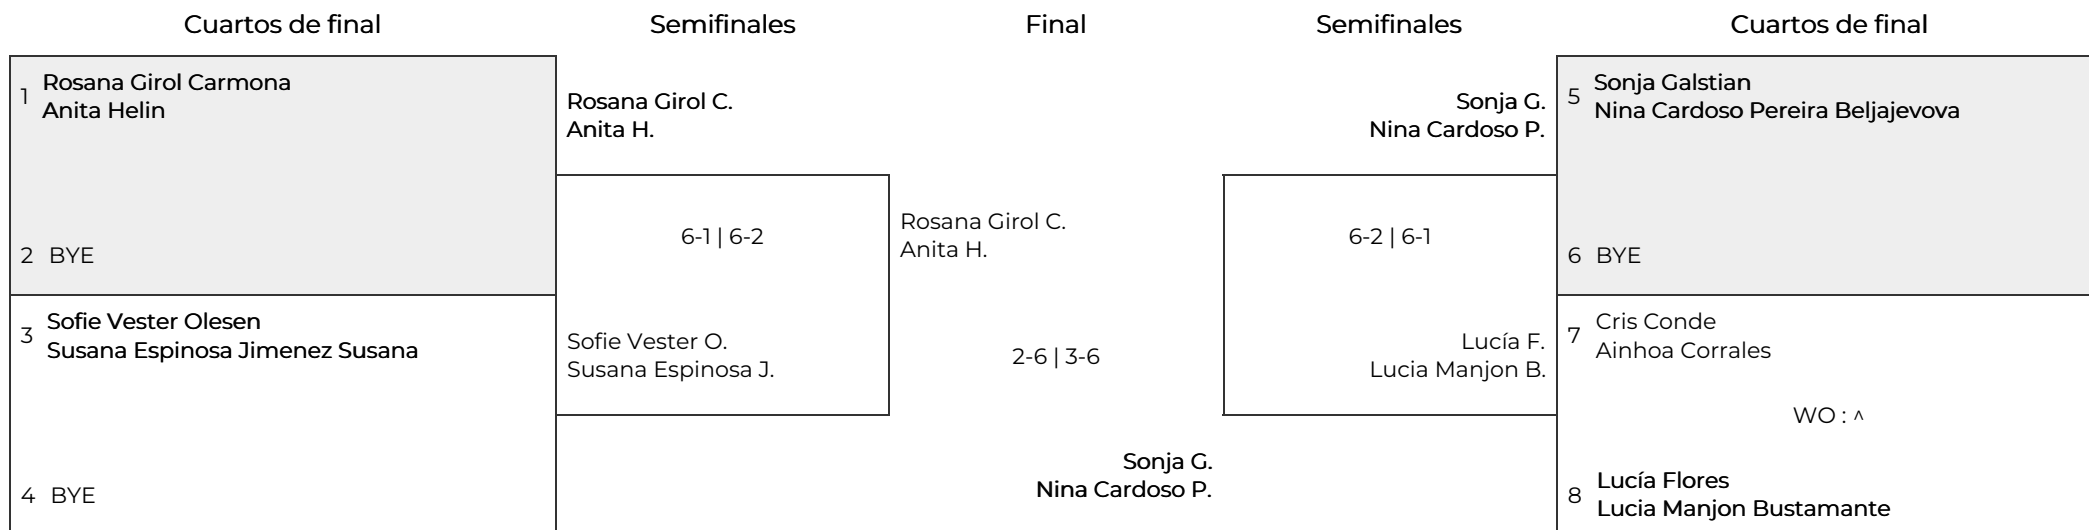 Cuartos de final
Semifinales
Final
Semifinales
Cuartos de final
1
Rosana Girol Carmona
Anita Helin
2 BYE
3
Sofie Vester Olesen
Susana Espinosa Jimenez Susana
4 BYE
Rosana Girol C.
Anita H.
6-1 | 6-2
Sofie Vester O.
Susana Espinosa J.
Rosana Girol C.
Anita H.
2-6 | 3-6
Sonja G.
Nina Cardoso P.
Sonja G.
Nina Cardoso P.
6-2 | 6-1
Lucía F.
Lucia Manjon B.
5
Sonja Galstian
Nina Cardoso Pereira Beljajevova
6 BYE
7
Cris Conde
Ainhoa Corrales
WO : ^
8
Lucía Flores
Lucia Manjon Bustamante